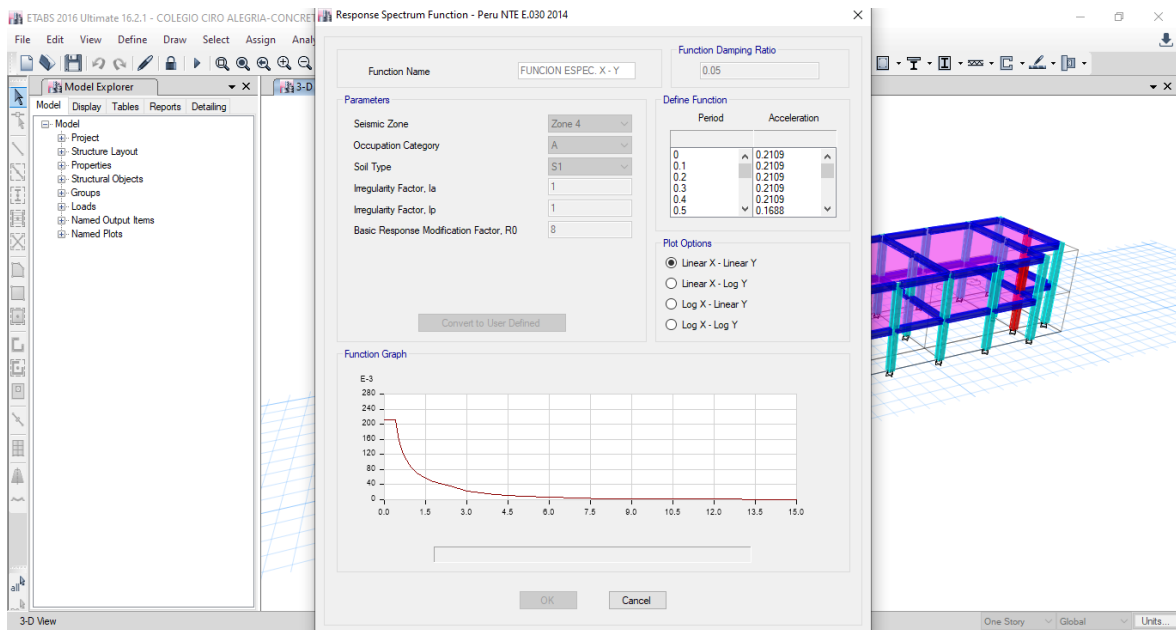 ETABS 2016 Ultimate 16.2.1 - COLEGIO CIRO ALEGRIA-CONCRET
Response Spectrum Function - Peru NTE E.030 2014
File Edit View Define Draw Select Assign Anal
Model Explorer
3-D
Model Display Tables Reports Detailing
Model
Project
Structure Layout
Properties
Structural Objects
Groups
Loads
Named Output Items
Named Plots
Function Name
FUNCION ESPEC. X - Y
Function Damping Ratio
0.05
Parameters
Seismic Zone
Zone 4
Occupation Category
A
Soil Type
S1
Irregularity Factor, Ia
1
Irregularity Factor, Ip
1
Basic Response Modification Factor, R0
8
Convert to User Defined
Define Function
Period Acceleration
0 0.2109
0.1 0.2109
0.2 0.2109
0.3 0.2109
0.4 0.2109
0.5 0.1688
Plot Options
Linear X - Linear Y
Linear X - Log Y
Log X - Linear Y
Log X - Log Y
Function Graph
E-3
280
240
200
160
120
80
40
0
0.0 1.5 3.0 4.5 6.0 7.5 9.0 10.5 12.0 13.5 15.0
OK Cancel
all
3-D View
One Story Global Units...